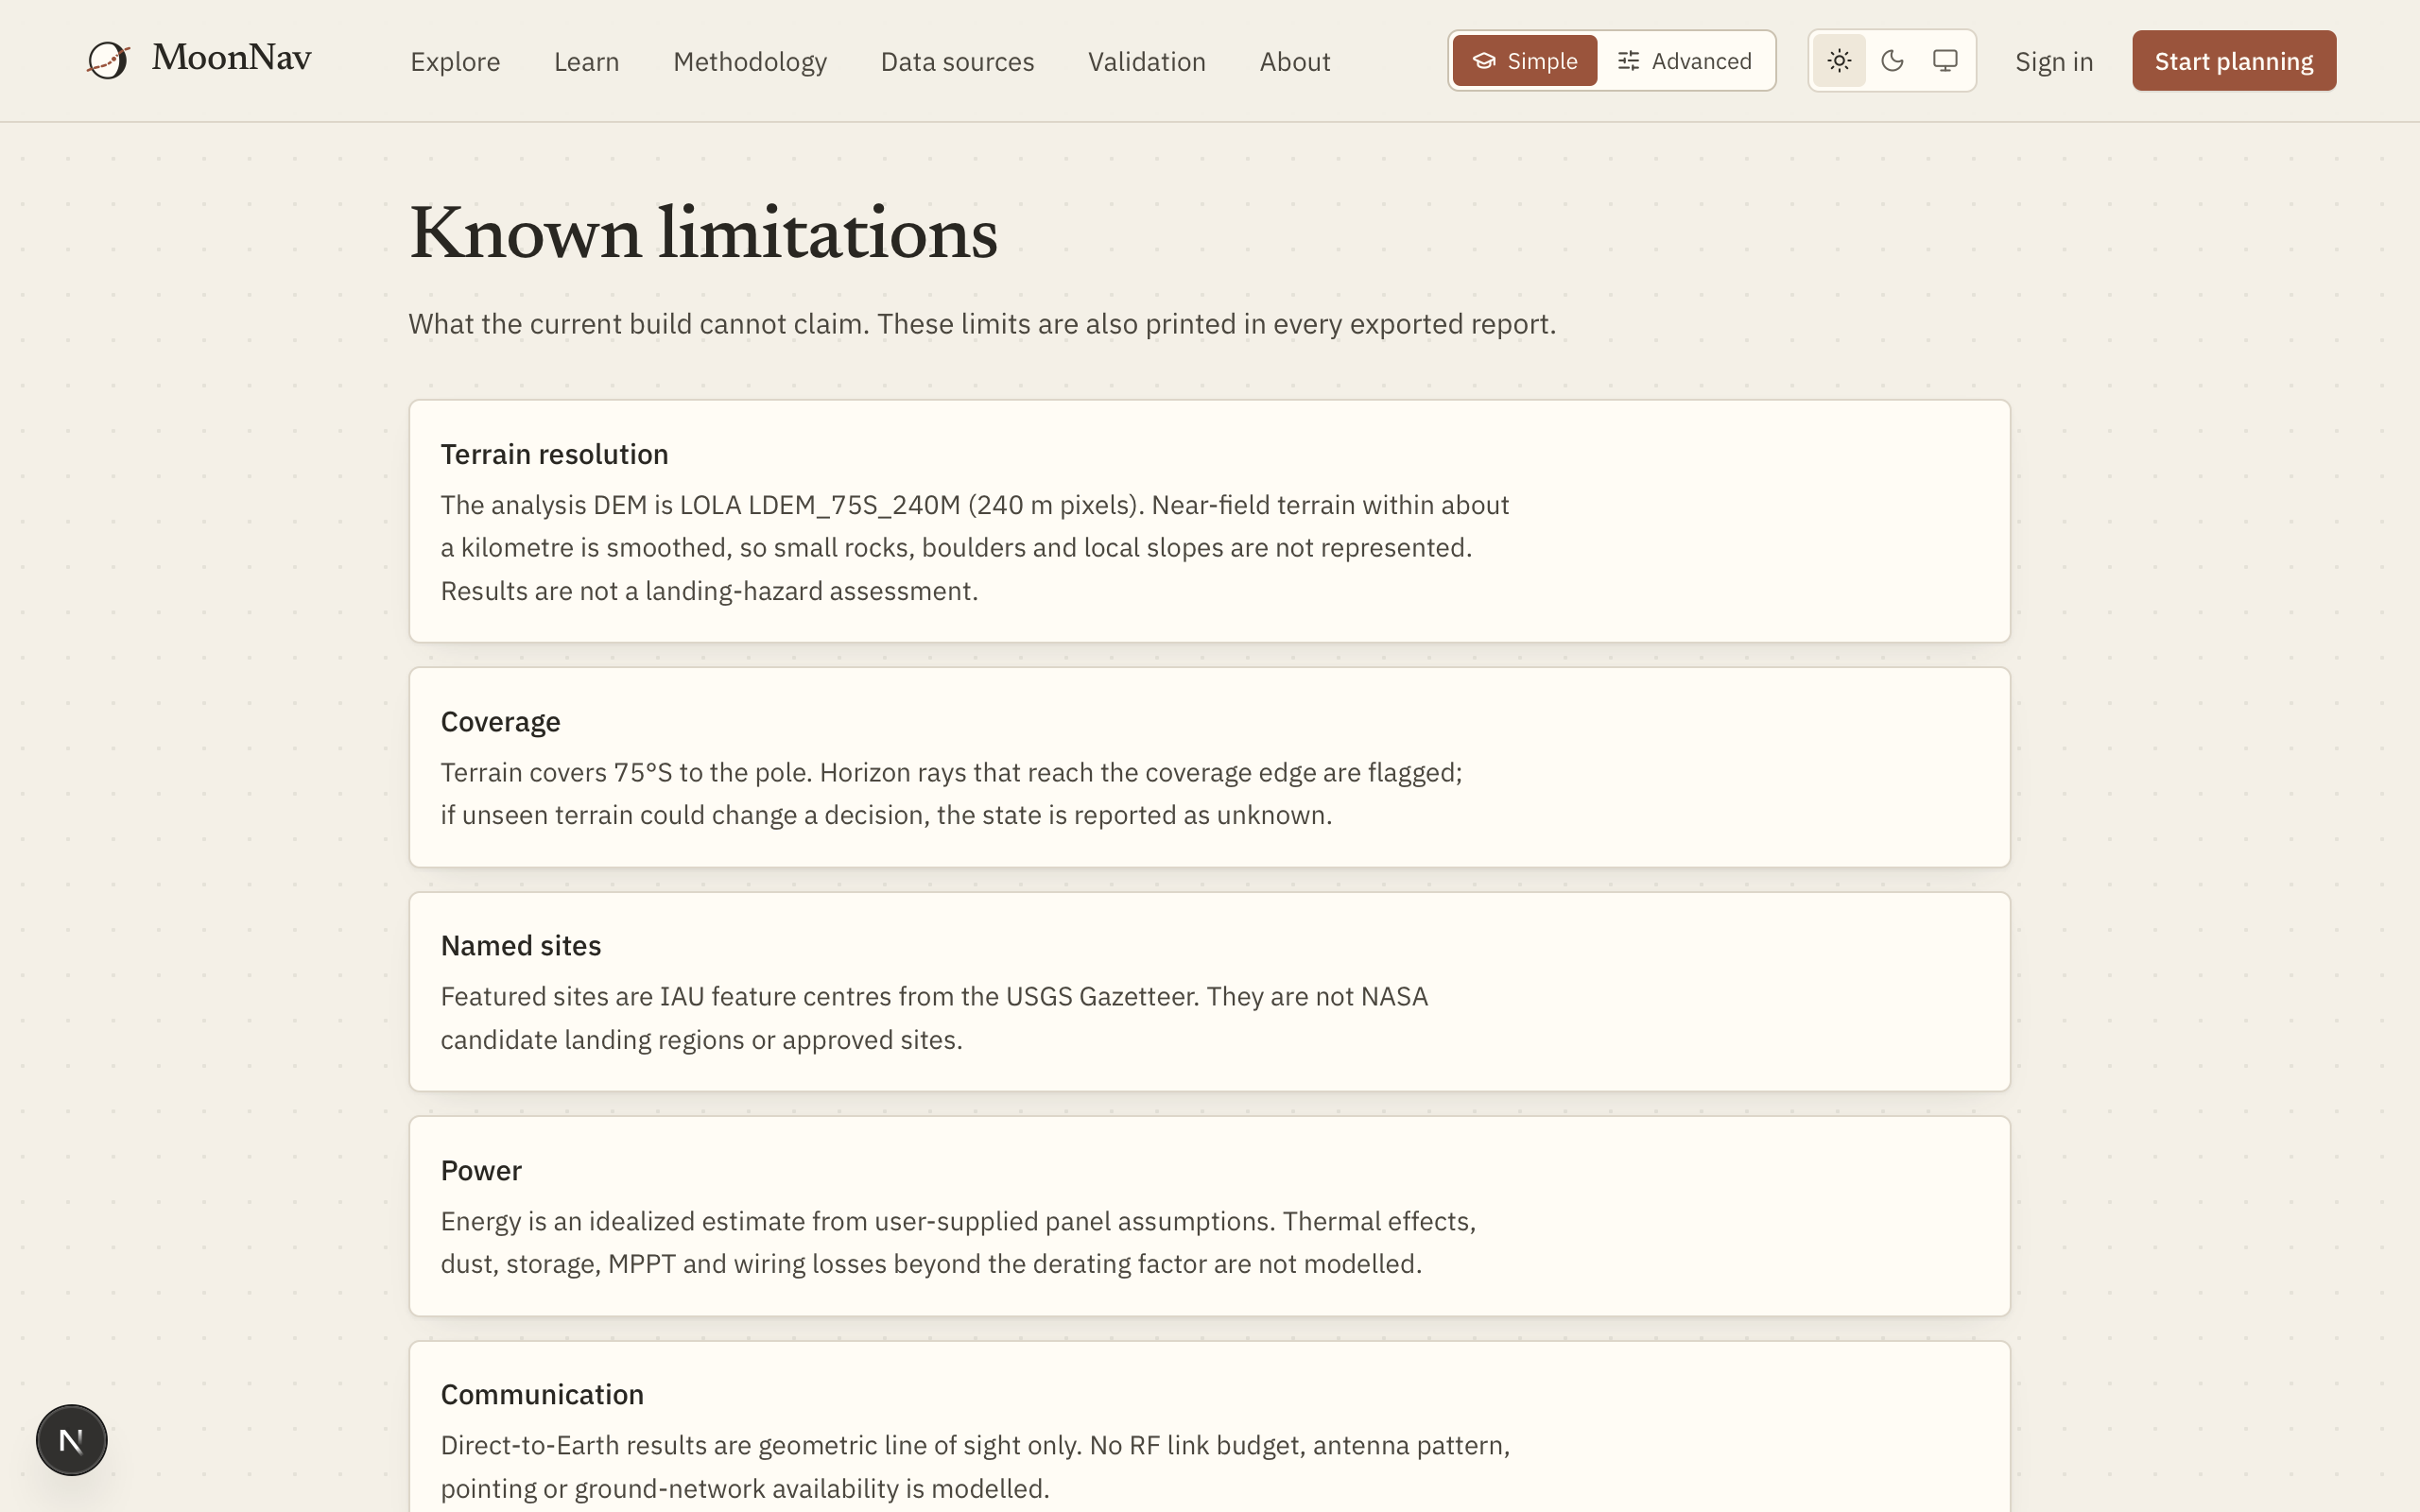 MoonNav
Explore
Learn
Methodology
Data sources
Validation
About
Simple
Advanced
Sign in
Start planning
Known limitations
What the current build cannot claim. These limits are also printed in every exported report.
Terrain resolution
The analysis DEM is LOLA LDEM_75S_240M (240 m pixels). Near-field terrain within about
a kilometre is smoothed, so small rocks, boulders and local slopes are not represented.
Results are not a landing-hazard assessment.
Coverage
Terrain covers 75°S to the pole. Horizon rays that reach the coverage edge are flagged;
if unseen terrain could change a decision, the state is reported as unknown.
Named sites
Featured sites are IAU feature centres from the USGS Gazetteer. They are not NASA
candidate landing regions or approved sites.
Power
Energy is an idealized estimate from user-supplied panel assumptions. Thermal effects,
dust, storage, MPPT and wiring losses beyond the derating factor are not modelled.
Communication
Direct-to-Earth results are geometric line of sight only. No RF link budget, antenna pattern,
pointing or ground-network availability is modelled.
N